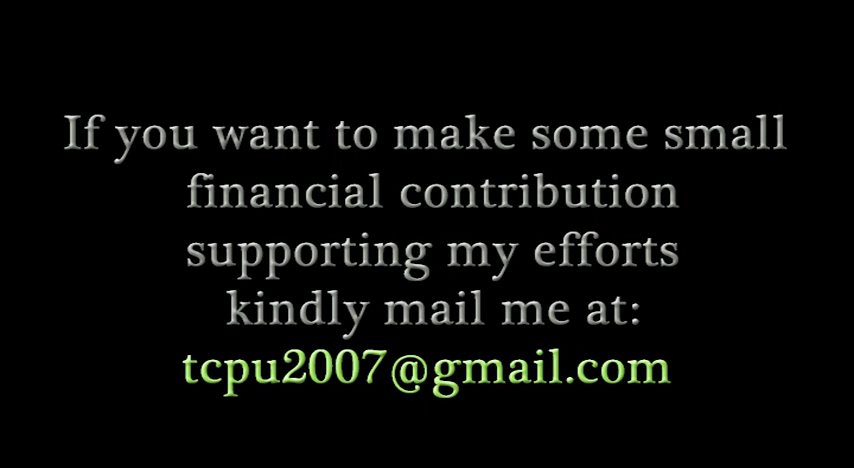 If you want to make some small
financial contribution
supporting my efforts
kindly mail me at:
tcpu2007@gmail.com